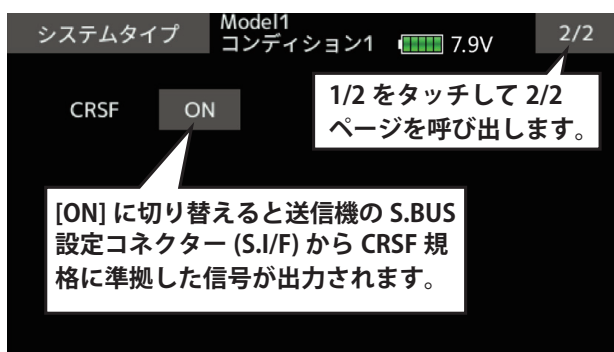 システムタイプ
Model1
コンディション1
7.9V
2/2
CRSF
ON
1/2 をタッチして 2/2
ページを呼び出します。
[ON] に切り替えると送信機の S.BUS
設定コネクター (S.I/F) から CRSF 規
格に準拠した信号が出力されます。